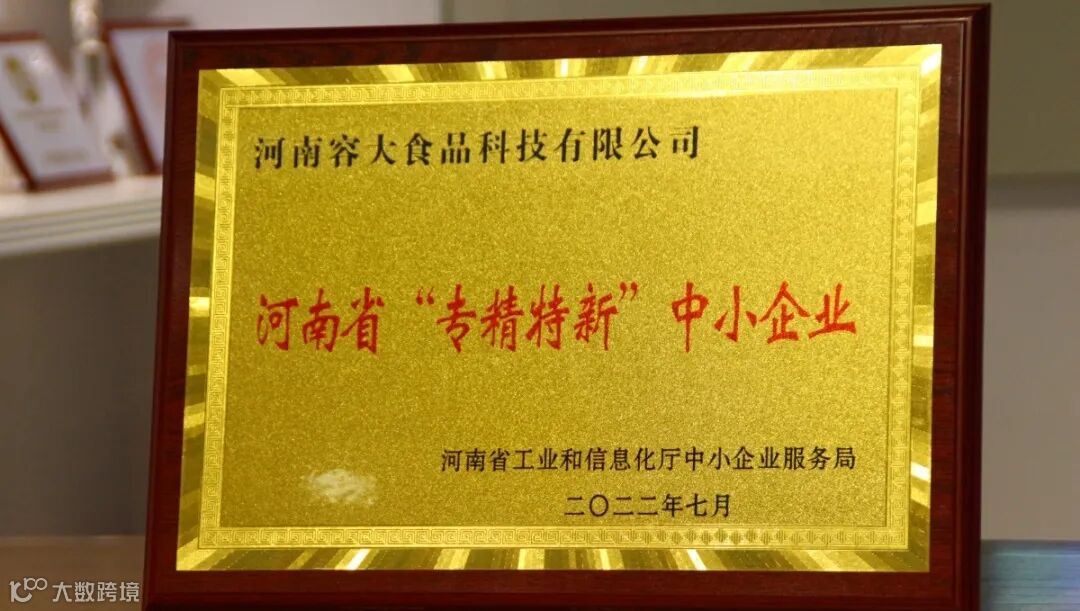 河南容大食品科技有限公司
河南省“专精特新”中小企业
河南省工业和信息化厅中小企业服务局
二〇二二年七月
大数跨境